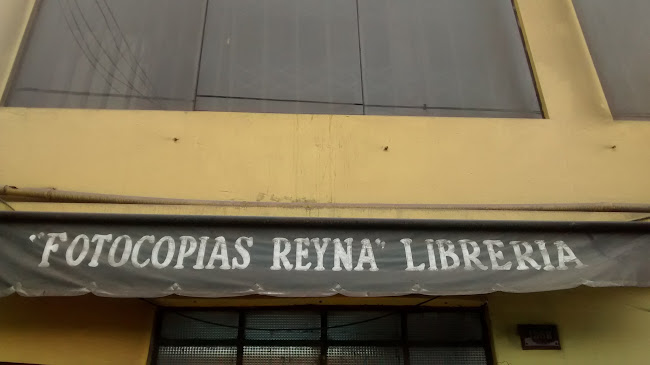 "FOTOCOPIAS REYNA" LIBRERIA